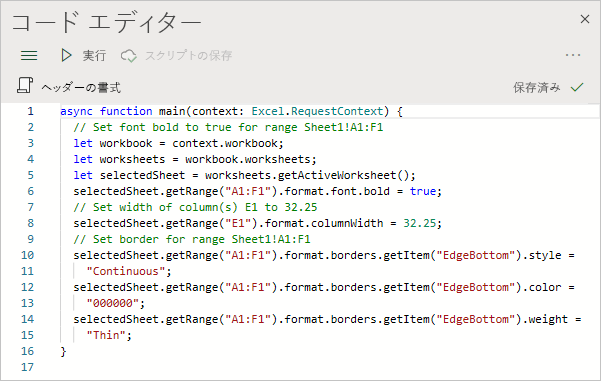 コード エディター
実行 スクリプトの保存
ヘッダーの書式 保存済み
1 async function main(context: Excel.RequestContext) {
2 // Set font bold to true for range Sheet1!A1:F1
3 let workbook = context.workbook;
4 let worksheets = workbook.worksheets;
5 let selectedSheet = worksheets.getActiveWorksheet();
6 selectedSheet.getRange("A1:F1").format.font.bold = true;
7 // Set width of column(s) E1 to 32.25
8 selectedSheet.getRange("E1").format.columnWidth = 32.25;
9 // Set border for range Sheet1!A1:F1
10 selectedSheet.getRange("A1:F1").format.borders.getItem("EdgeBottom").style =
11 "Continuous";
12 selectedSheet.getRange("A1:F1").format.borders.getItem("EdgeBottom").color =
13 "000000";
14 selectedSheet.getRange("A1:F1").format.borders.getItem("EdgeBottom").weight =
15 "Thin";
16 }
17